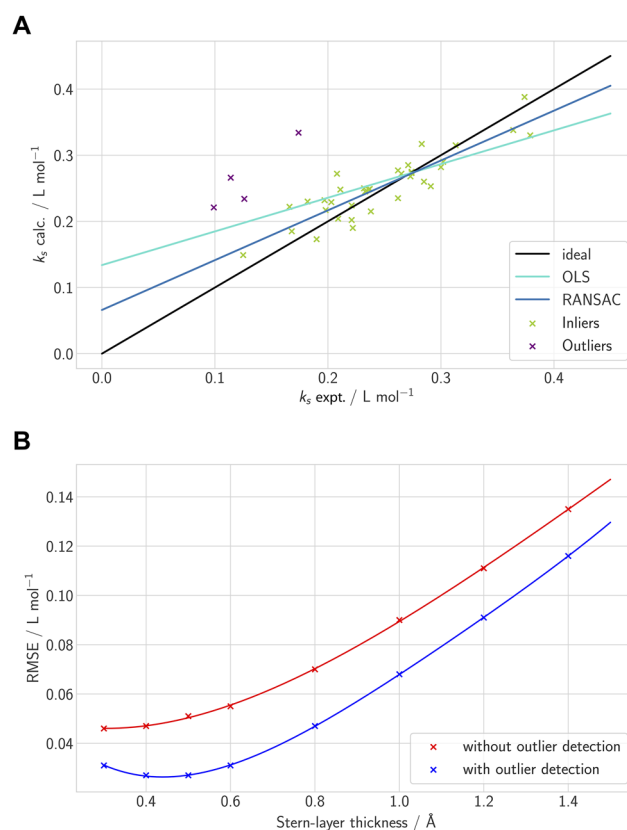 A
0.4
0.3
0.2
0.1
0.0
kₛ calc. / L mol⁻¹
ideal
OLS
RANSAC
Inliers
Outliers
0.0 0.1 0.2 0.3 0.4
kₛ expt. / L mol⁻¹
B
0.14
0.12
0.10
0.08
0.06
0.04
RMSE / L mol⁻¹
without outlier detection
with outlier detection
0.4 0.6 0.8 1.0 1.2 1.4
Stern-layer thickness / Å